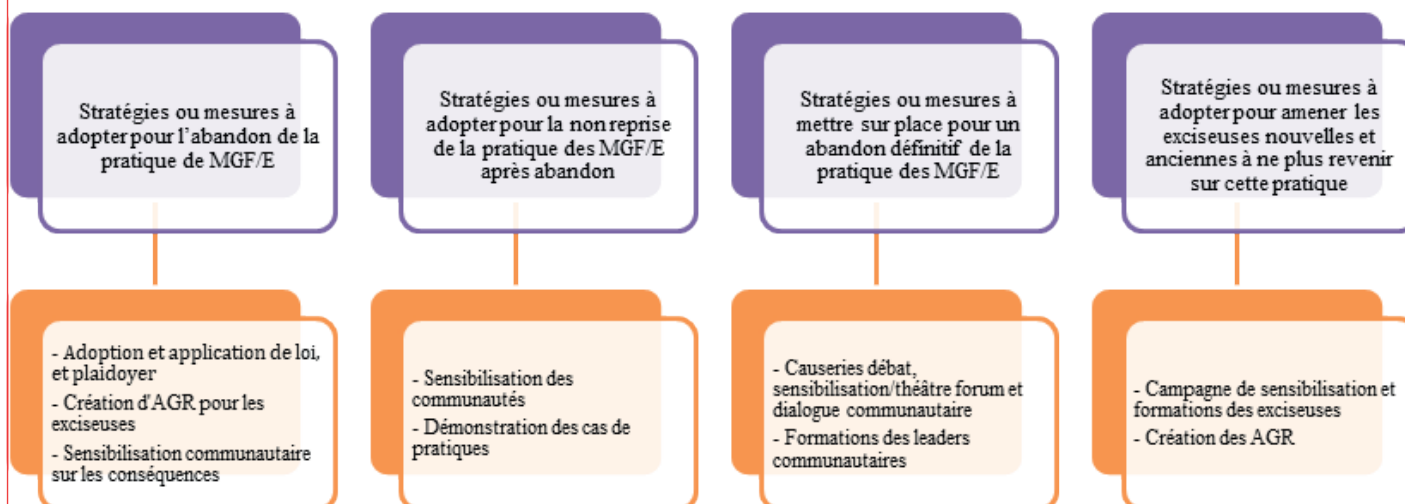 Stratégies ou mesures à
adopter pour l'abandon de la
pratique de MGF/E
Stratégies ou mesures à
adopter pour la non reprise
de la pratique des MGF/E
après abandon
Stratégies ou mesures à
mettre sur place pour un
abandon définitif de la
pratique des MGF/E
Stratégies ou mesures à
adopter pour amener les
exciseuses nouvelles et
anciennes à ne plus revenir
sur cette pratique
- Adoption et application de loi,
et plaidoyer
- Création d'AGR pour les
exciseuses
- Sensibilisation communautaire
sur les conséquences
- Sensibilisation des
communautés
- Démonstration des cas de
pratiques
- Causeries débat,
sensibilisation/théâtre forum et
dialogue communautaire
- Formations des leaders
communautaires
- Campagne de sensibilisation et
formations des exciseuses
- Création des AGR